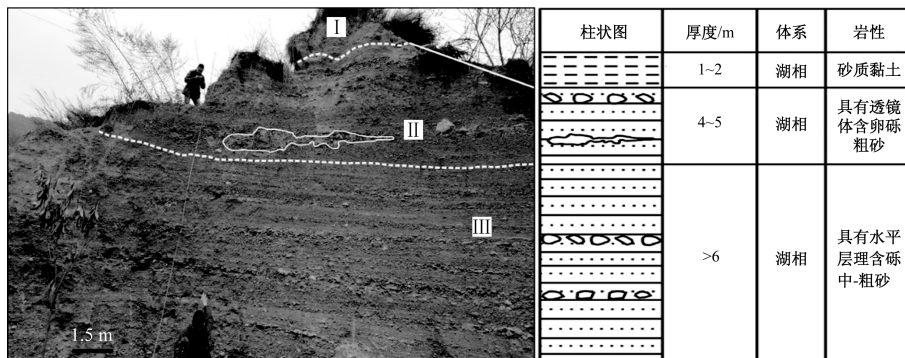 I
II
III
1.5 m
柱状图 厚度/m 体系 岩性
1~2 湖相 砂质黏土
4~5 湖相 具有透镜
体含卵砾
粗砂
>6 湖相 具有水平
层理含砾
中-粗砂